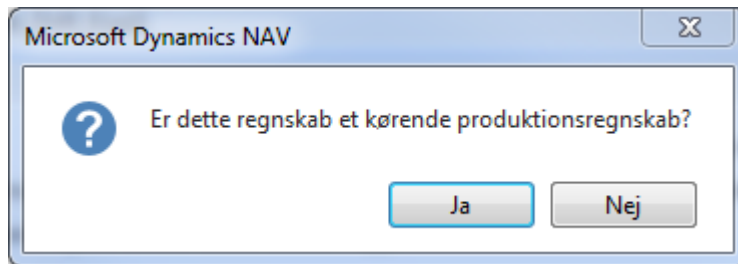 Microsoft Dynamics NAV
Er dette regnskab et kørende produktionsregnskab?
Ja
Nej